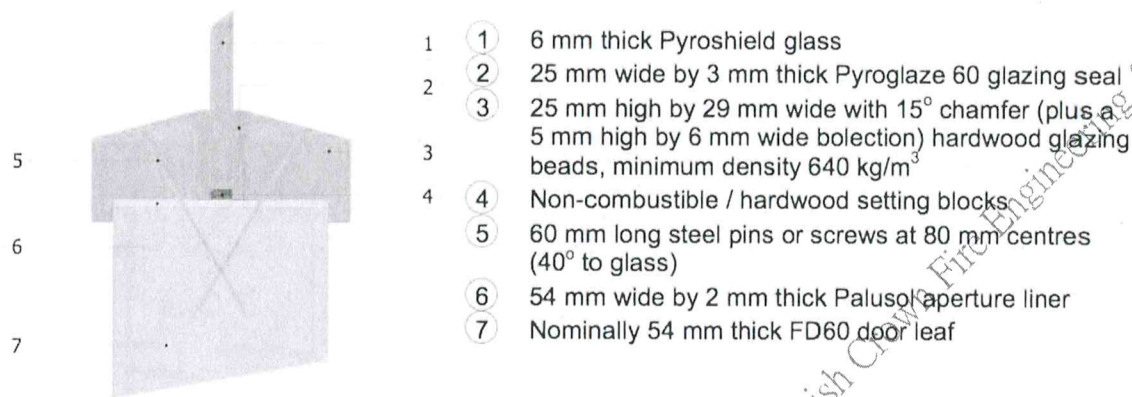 1
2
3
4
5
6
7
1 6 mm thick Pyroshield glass
2 25 mm wide by 3 mm thick Pyroglaze 60 glazing seal
3 25 mm high by 29 mm wide with 15° chamfer (plus a
5 mm high by 6 mm wide bolection) hardwood glazing
beads, minimum density 640 kg/m³
4 Non-combustible / hardwood setting blocks
5 60 mm long steel pins or screws at 80 mm centres
(40° to glass)
6 54 mm wide by 2 mm thick Palusol aperture liner
7 Nominally 54 mm thick FD60 door leaf
Crown Fire Engineering